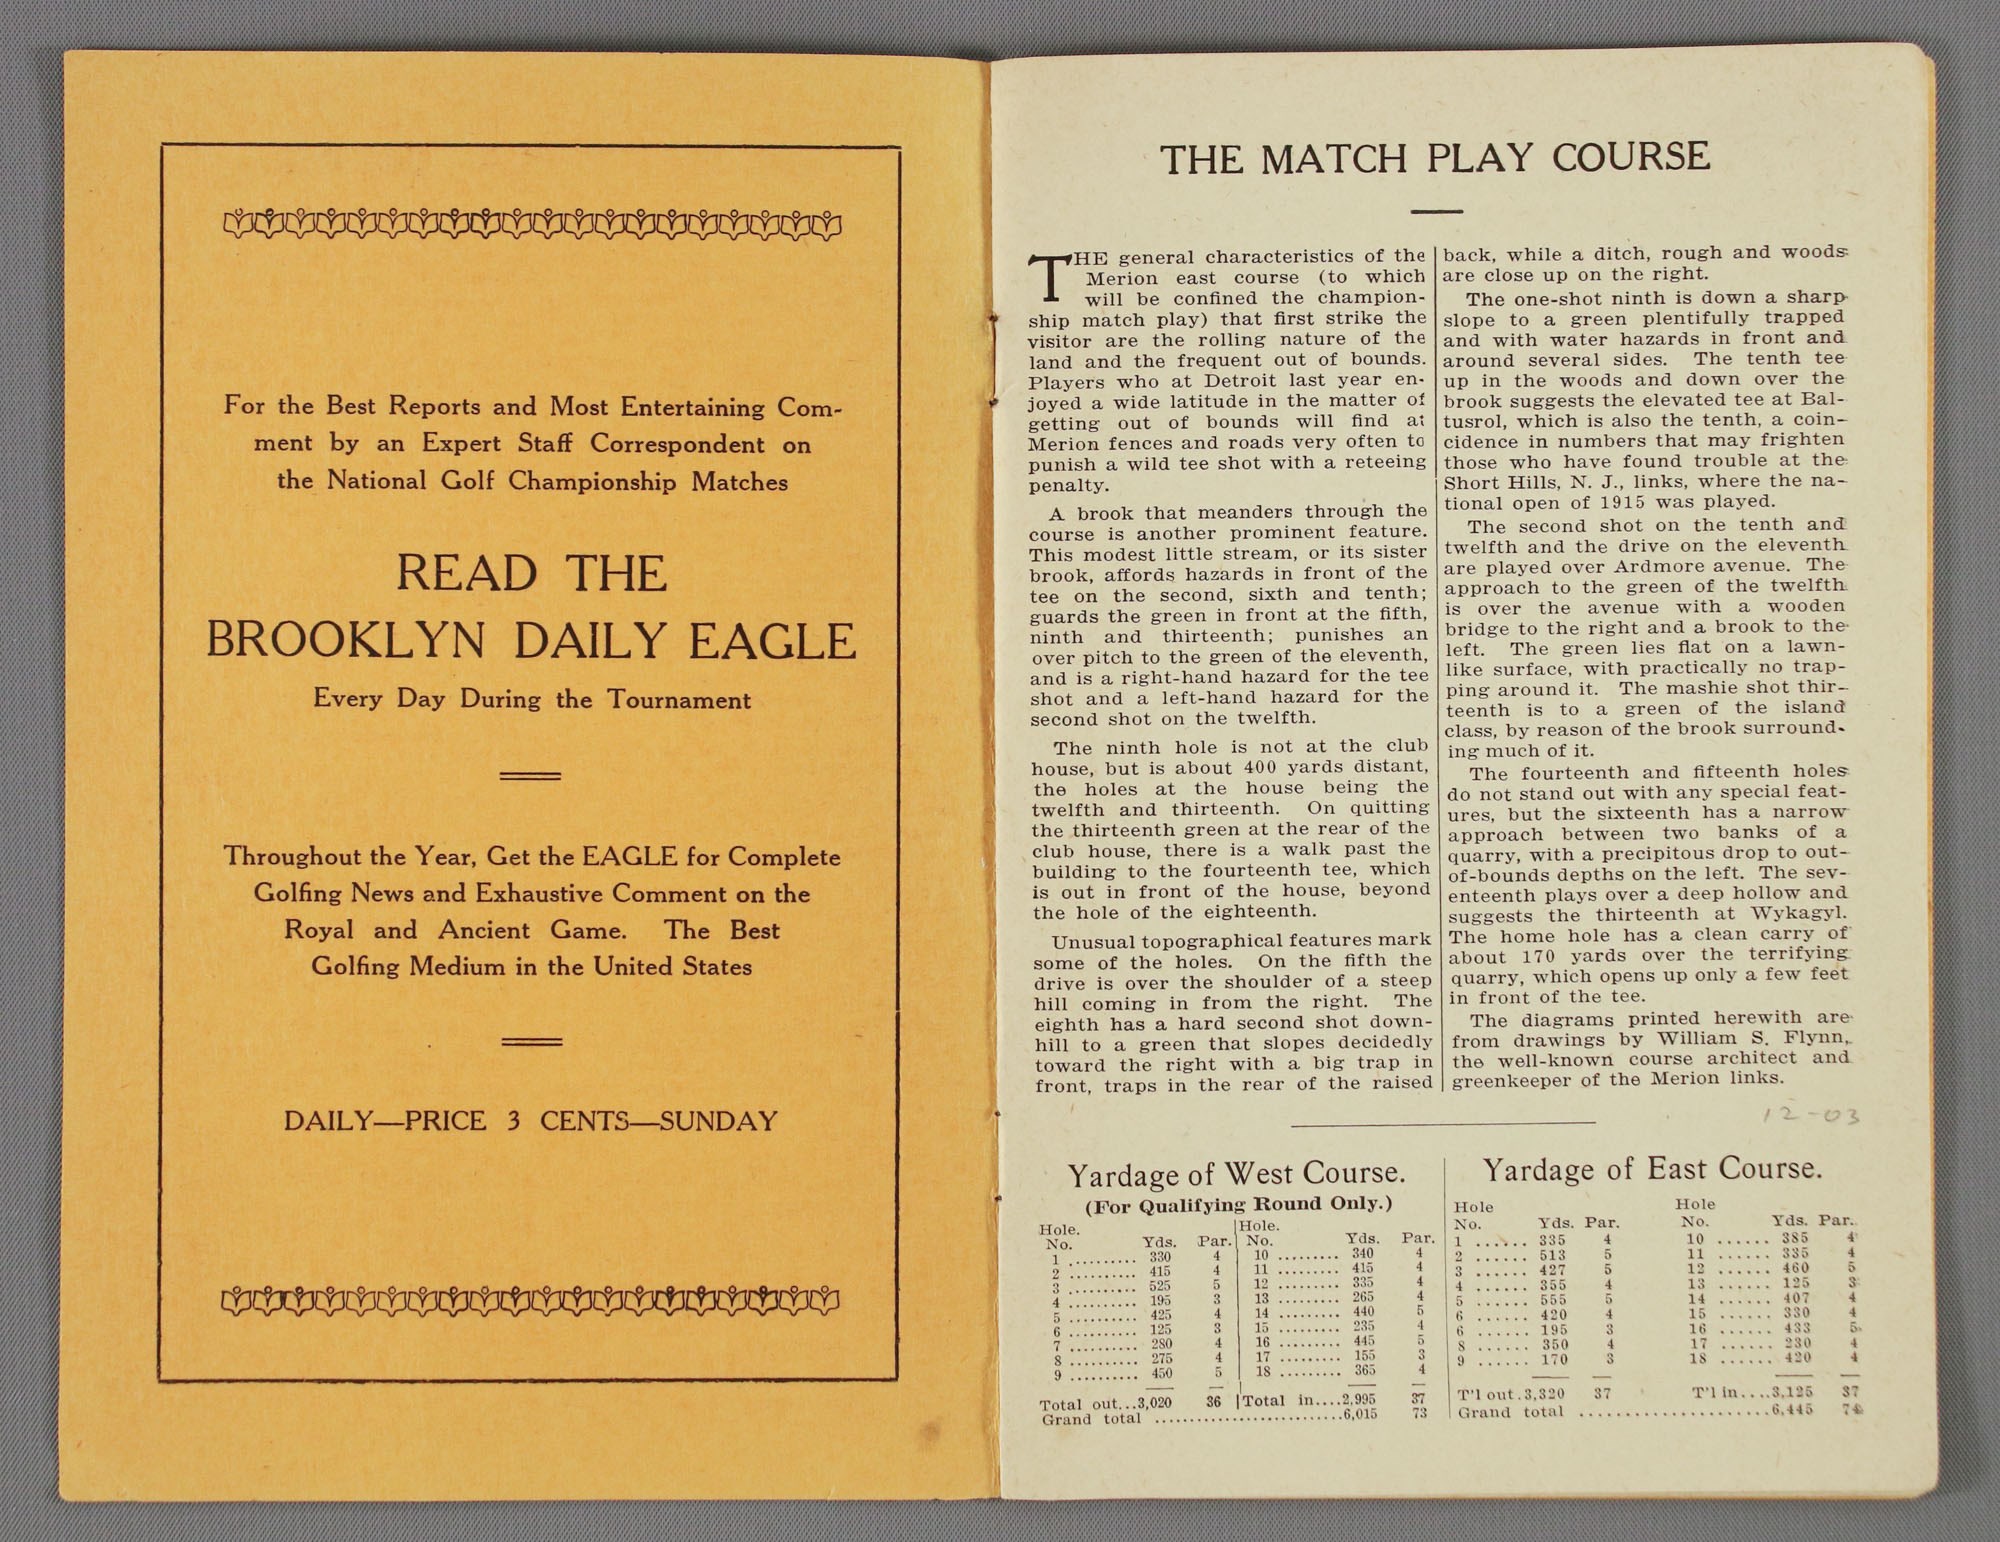 For the Best Reports and Most Entertaining Com-
ment by an Expert Staff Correspondent on
the National Golf Championship Matches
READ THE
BROOKLYN DAILY EAGLE
Every Day During the Tournament
Throughout the Year, Get the EAGLE for Complete
Golfing News and Exhaustive Comment on the
Royal and Ancient Game. The Best
Golfing Medium in the United States
DAILY—PRICE 3 CENTS—SUNDAY
THE MATCH PLAY COURSE
THE general characteristics of the
Merion east course (to which
will be confined the champion-
ship match play) that first strike the
visitor are the rolling nature of the
land and the frequent out of bounds.
Players who at Detroit last year en-
joyed a wide latitude in the matter of
getting out of bounds will find at
Merion fences and roads very often to
punish a wild tee shot with a reteeing
penalty.
A brook that meanders through the
course is another prominent feature.
This modest little stream, or its sister
brook, affords hazards in front of the
tee on the second, sixth and tenth;
guards the green in front at the fifth,
ninth and thirteenth; punishes an
over pitch to the green of the eleventh,
and is a right-hand hazard for the tee
shot and a left-hand hazard for the
second shot on the twelfth.
The ninth hole is not at the club
house, but is about 400 yards distant,
the holes at the house being the
twelfth and thirteenth. On quitting
the thirteenth green at the rear of the
club house, there is a walk past the
building to the fourteenth tee, which
is out in front of the house, beyond
the hole of the eighteenth.
Unusual topographical features mark
some of the holes. On the fifth the
drive is over the shoulder of a steep
hill coming in from the right. The
eighth has a hard second shot down-
hill to a green that slopes decidedly
toward the right with a big trap in
front, traps in the rear of the raised
back, while a ditch, rough and woods
are close up on the right.
The one-shot ninth is down a sharp
slope to a green plentifully trapped
and with water hazards in front and
around several sides. The tenth tee
up in the woods and down over the
brook suggests the elevated tee at Bal-
tusrol, which is also the tenth, a coin-
cidence in numbers that may frighten
those who have found trouble at the
Short Hills, N. J., links, where the na-
tional open of 1915 was played.
The second shot on the tenth and
twelfth and the drive on the eleventh
are played over Ardmore avenue. The
approach to the green of the twelfth
is over the avenue with a wooden
bridge to the right and a brook to the
left. The green lies flat on a lawn-
like surface, with practically no trap-
ping around it. The mashie shot thir-
teenth is to a green of the island
class, by reason of the brook surround-
ing much of it.
The fourteenth and fifteenth holes
do not stand out with any special feat-
ures, but the sixteenth has a narrow
approach between two banks of a
quarry, with a precipitous drop to out-
of-bounds depths on the left. The sev-
enteenth plays over a deep hollow and
suggests the thirteenth at Wykagyl.
The home hole has a clean carry of
about 170 yards over the terrifying
quarry, which opens up only a few feet
in front of the tee.
The diagrams printed herewith are
from drawings by William S. Flynn,
the well-known course architect and
greenkeeper of the Merion links.
12-03
Yardage of West Course.
(For Qualifying Round Only.)
Hole. Hole.
No. Yds. Par. No. Yds. Par.
1 .......... 330 4 10 ......... 340 4
2 .......... 415 4 11 ......... 415 4
3 .......... 525 5 12 ......... 335 4
4 .......... 195 3 13 ......... 265 4
5 .......... 425 4 14 ......... 440 5
6 .......... 125 3 15 ......... 235 4
7 .......... 280 4 16 ......... 445 5
8 .......... 275 4 17 ......... 155 3
9 .......... 450 5 18 ......... 365 4
Total out...3,020 36 Total in....2,995 37
Grand total ...........................6,015 73
Yardage of East Course.
Hole Hole
No. Yds. Par. No. Yds. Par.
1 ...... 335 4 10 ...... 385 4
2 ...... 513 5 11 ...... 335 4
3 ...... 427 5 12 ...... 460 5
4 ...... 355 4 13 ...... 125 3
5 ...... 555 5 14 ...... 407 4
6 ...... 420 4 15 ...... 330 4
6 ...... 195 3 16 ...... 433 5
8 ...... 350 4 17 ...... 230 4
9 ...... 170 3 18 ...... 420 4
T'l out.3,320 37 T'l in....3,125 37
Grand total ......................6,445 74